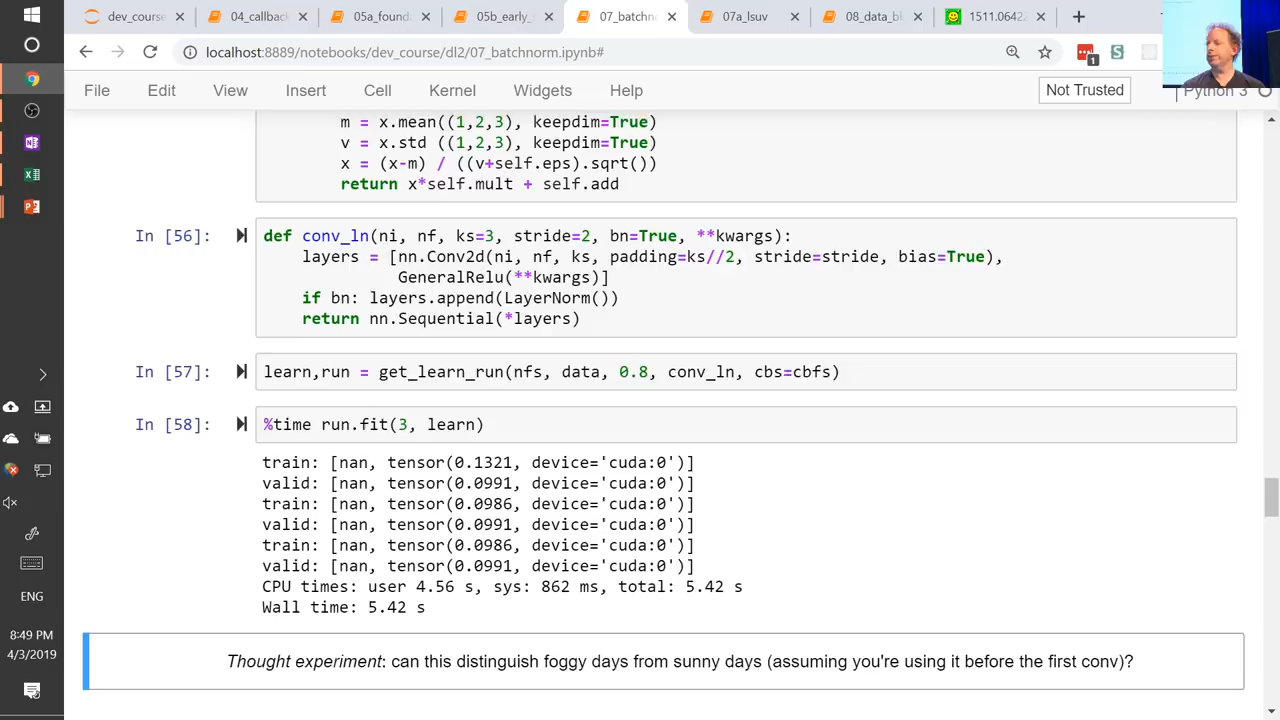 dev_course
04_callback
05a_found
05b_early_s
07_batchn
07a_lsuv
08_data_b
1511.0642
localhost:8889/notebooks/dev_course/dl2/07_batchnorm.ipynb#
1
File Edit View Insert Cell Kernel Widgets Help Not Trusted Python 3
m = x.mean((1,2,3), keepdim=True)
v = x.std ((1,2,3), keepdim=True)
x = (x-m) / ((v+self.eps).sqrt())
return x*self.mult + self.add
In [56]: def conv_ln(ni, nf, ks=3, stride=2, bn=True, **kwargs):
layers = [nn.Conv2d(ni, nf, ks, padding=ks//2, stride=stride, bias=True),
GeneralRelu(**kwargs)]
if bn: layers.append(LayerNorm())
return nn.Sequential(*layers)
In [57]: learn,run = get_learn_run(nfs, data, 0.8, conv_ln, cbs=cbfs)
In [58]: %time run.fit(3, learn)
train: [nan, tensor(0.1321, device='cuda:0')]
valid: [nan, tensor(0.0991, device='cuda:0')]
train: [nan, tensor(0.0986, device='cuda:0')]
valid: [nan, tensor(0.0991, device='cuda:0')]
train: [nan, tensor(0.0986, device='cuda:0')]
valid: [nan, tensor(0.0991, device='cuda:0')]
CPU times: user 4.56 s, sys: 862 ms, total: 5.42 s
Wall time: 5.42 s
Thought experiment: can this distinguish foggy days from sunny days (assuming you're using it before the first conv)?
ENG
8:49 PM
4/3/2019